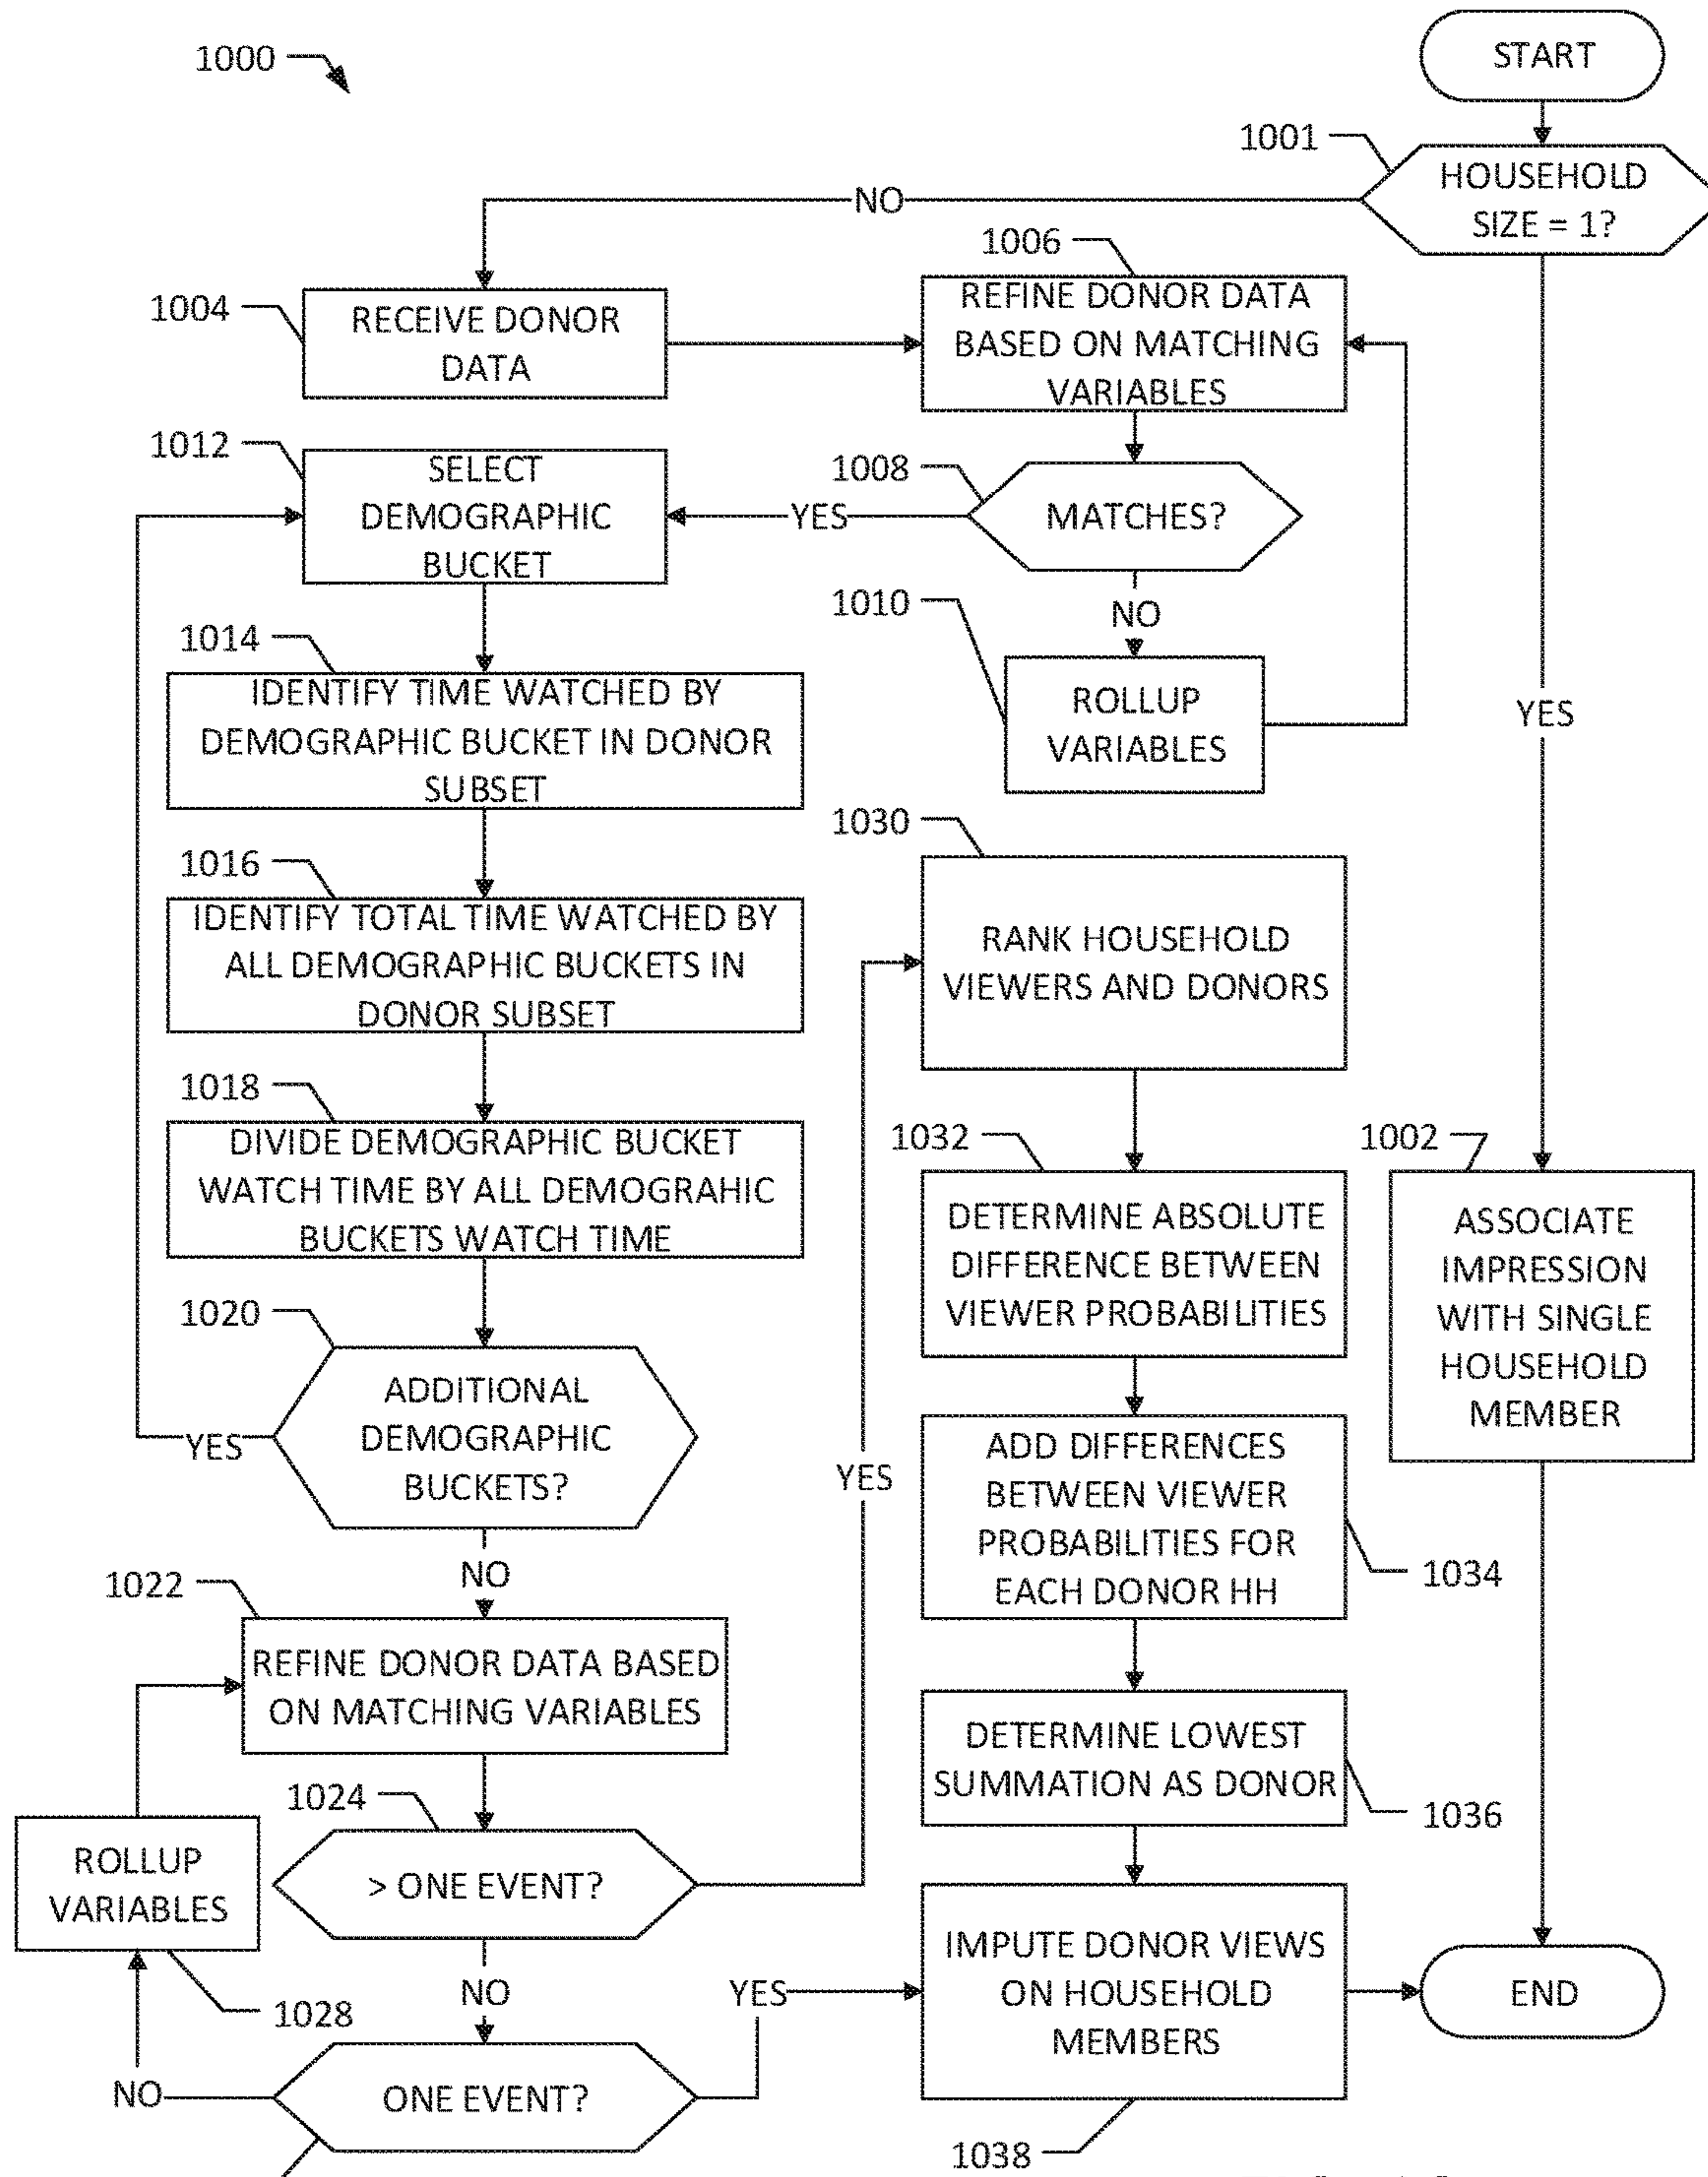 1000
START
1001
HOUSEHOLD
SIZE = 1?
NO
1004
RECEIVE DONOR
DATA
1006
REFINE DONOR DATA
BASED ON MATCHING
VARIABLES
1012
SELECT
DEMOGRAPHIC
BUCKET
1008
MATCHES?
YES
NO
1010
ROLLUP
VARIABLES
YES
1014
IDENTIFY TIME WATCHED BY
DEMOGRAPHIC BUCKET IN DONOR
SUBSET
1016
IDENTIFY TOTAL TIME WATCHED BY
ALL DEMOGRAPHIC BUCKETS IN
DONOR SUBSET
1018
DIVIDE DEMOGRAPHIC BUCKET
WATCH TIME BY ALL DEMOGRAHIC
BUCKETS WATCH TIME
1020
ADDITIONAL
DEMOGRAPHIC
BUCKETS?
YES
NO
1022
REFINE DONOR DATA BASED
ON MATCHING VARIABLES
1024
> ONE EVENT?
YES
NO
ROLLUP
VARIABLES
1028
ONE EVENT?
NO
YES
1030
RANK HOUSEHOLD
VIEWERS AND DONORS
1032
DETERMINE ABSOLUTE
DIFFERENCE BETWEEN
VIEWER PROBABILITIES
ADD DIFFERENCES
BETWEEN VIEWER
PROBABILITIES FOR
EACH DONOR HH
1034
DETERMINE LOWEST
SUMMATION AS DONOR
1036
IMPUTE DONOR VIEWS
ON HOUSEHOLD
MEMBERS
1038
1002
ASSOCIATE
IMPRESSION
WITH SINGLE
HOUSEHOLD
MEMBER
END